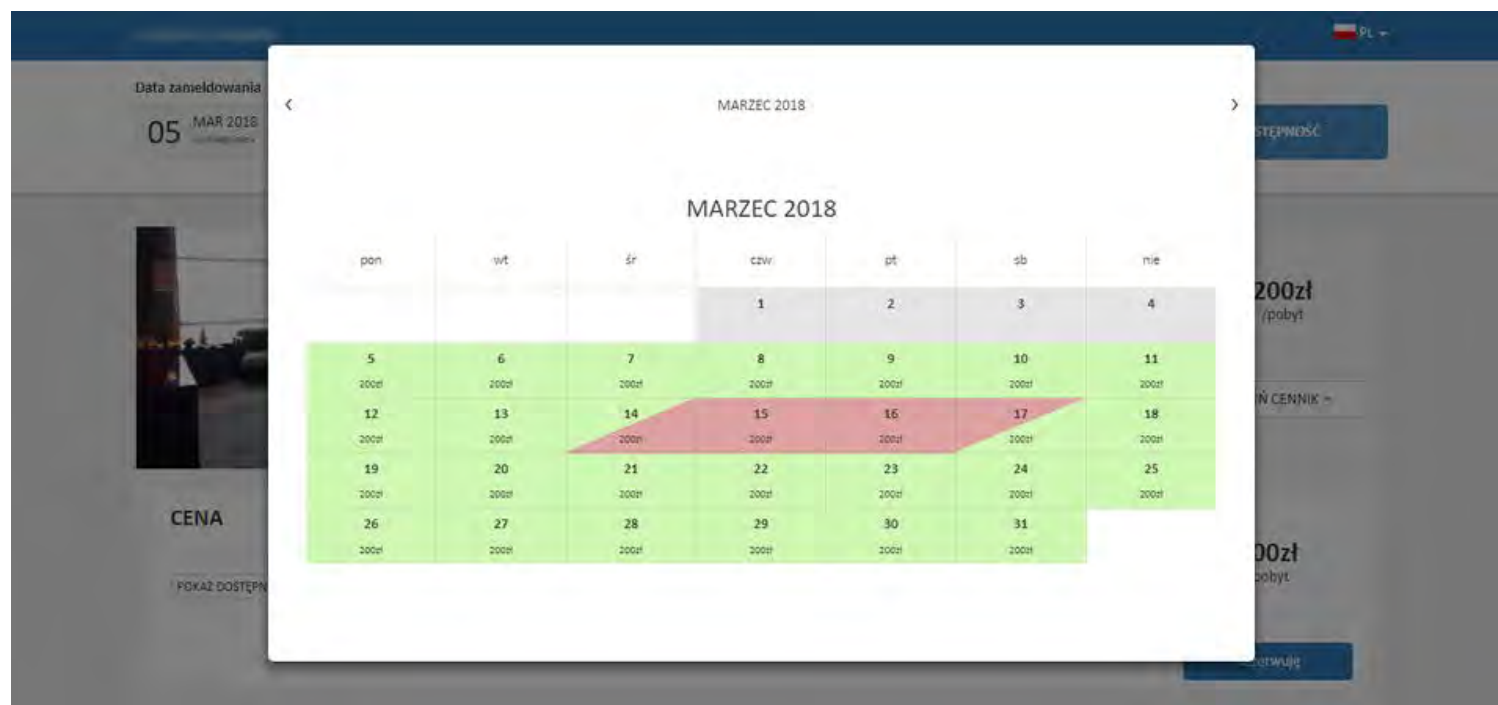 PL
Data zameldowania
05 MAR 2018
MARZEC 2018
STĘPNOŚĆ
MARZEC 2018
pon wt śr czw pt sb nie
1 2 3 4
200zł
/pobyt
5 6 7 8 9 10 11
200zł 200zł 200zł 200zł 200zł 200zł 200zł
Ń CENNIK
12 13 14 15 16 17 18
200zł 200zł 200zł 200zł 200zł 200zł 200zł
19 20 21 22 23 24 25
200zł 200zł 200zł 200zł 200zł 200zł 200zł
CENA
26 27 28 29 30 31
200zł 200zł 200zł 200zł 200zł 200zł
00zł
pobyt
POKAŻ DOSTĘPN
erwuję